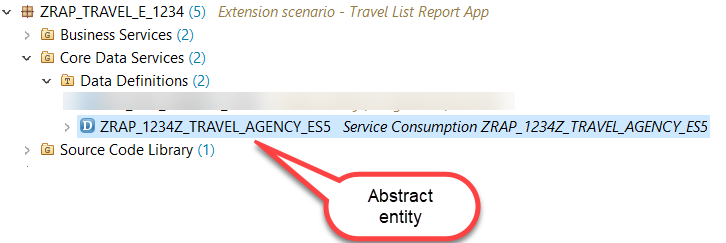 ZRAP_TRAVEL_E_1234 (5) Extension scenario - Travel List Report App
Business Services (2)
Core Data Services (2)
Data Definitions (2)
ZRAP_1234Z_TRAVEL_AGENCY_ES5 Service Consumption ZRAP_1234Z_TRAVEL_AGENCY_ES5
Source Code Library (1)
Abstract
entity